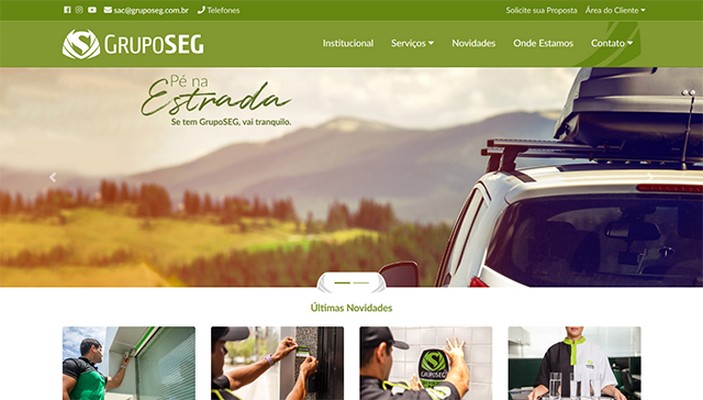 sac@gruposeg.com.br Telefones Solicite sua Proposta Área do Cliente
GRUPOSEG Institucional Serviços Novidades Onde Estamos Contato
Pé na
Estrada
Se tem GrupoSEG, vai tranquilo.
Últimas Novidades
GRUPOSEG